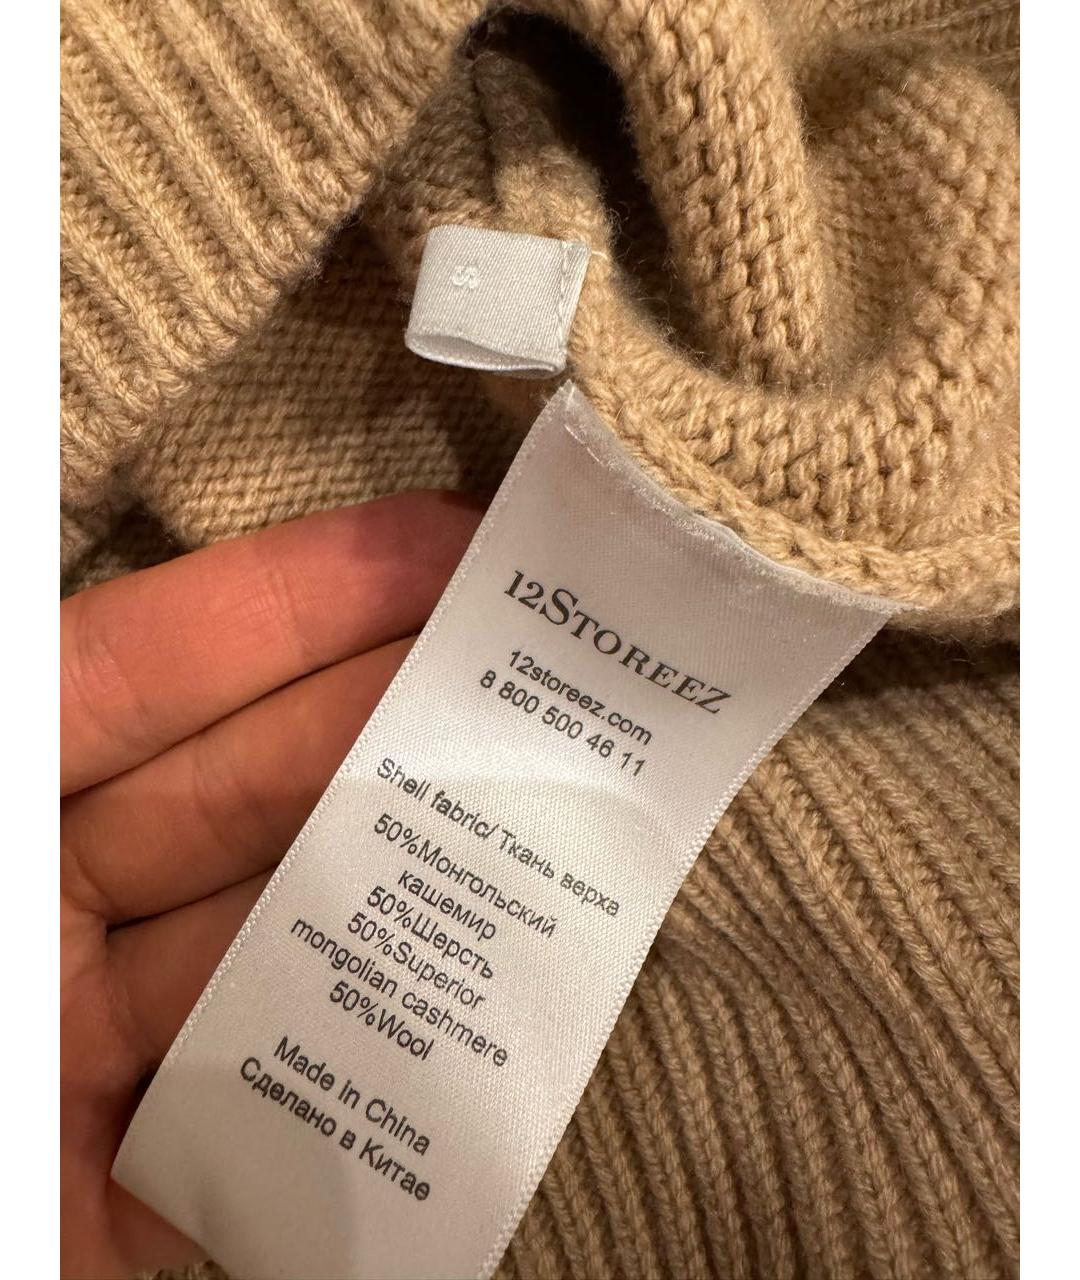 S
12STOREEZ
12storeez.com
8 800 500 46 11
Shell fabric/ Ткань верха
50%Монгольский
кашемир
50%Шерсть
50%Superior
mongolian cashmere
50%Wool
Made in China
Сделано в Китае